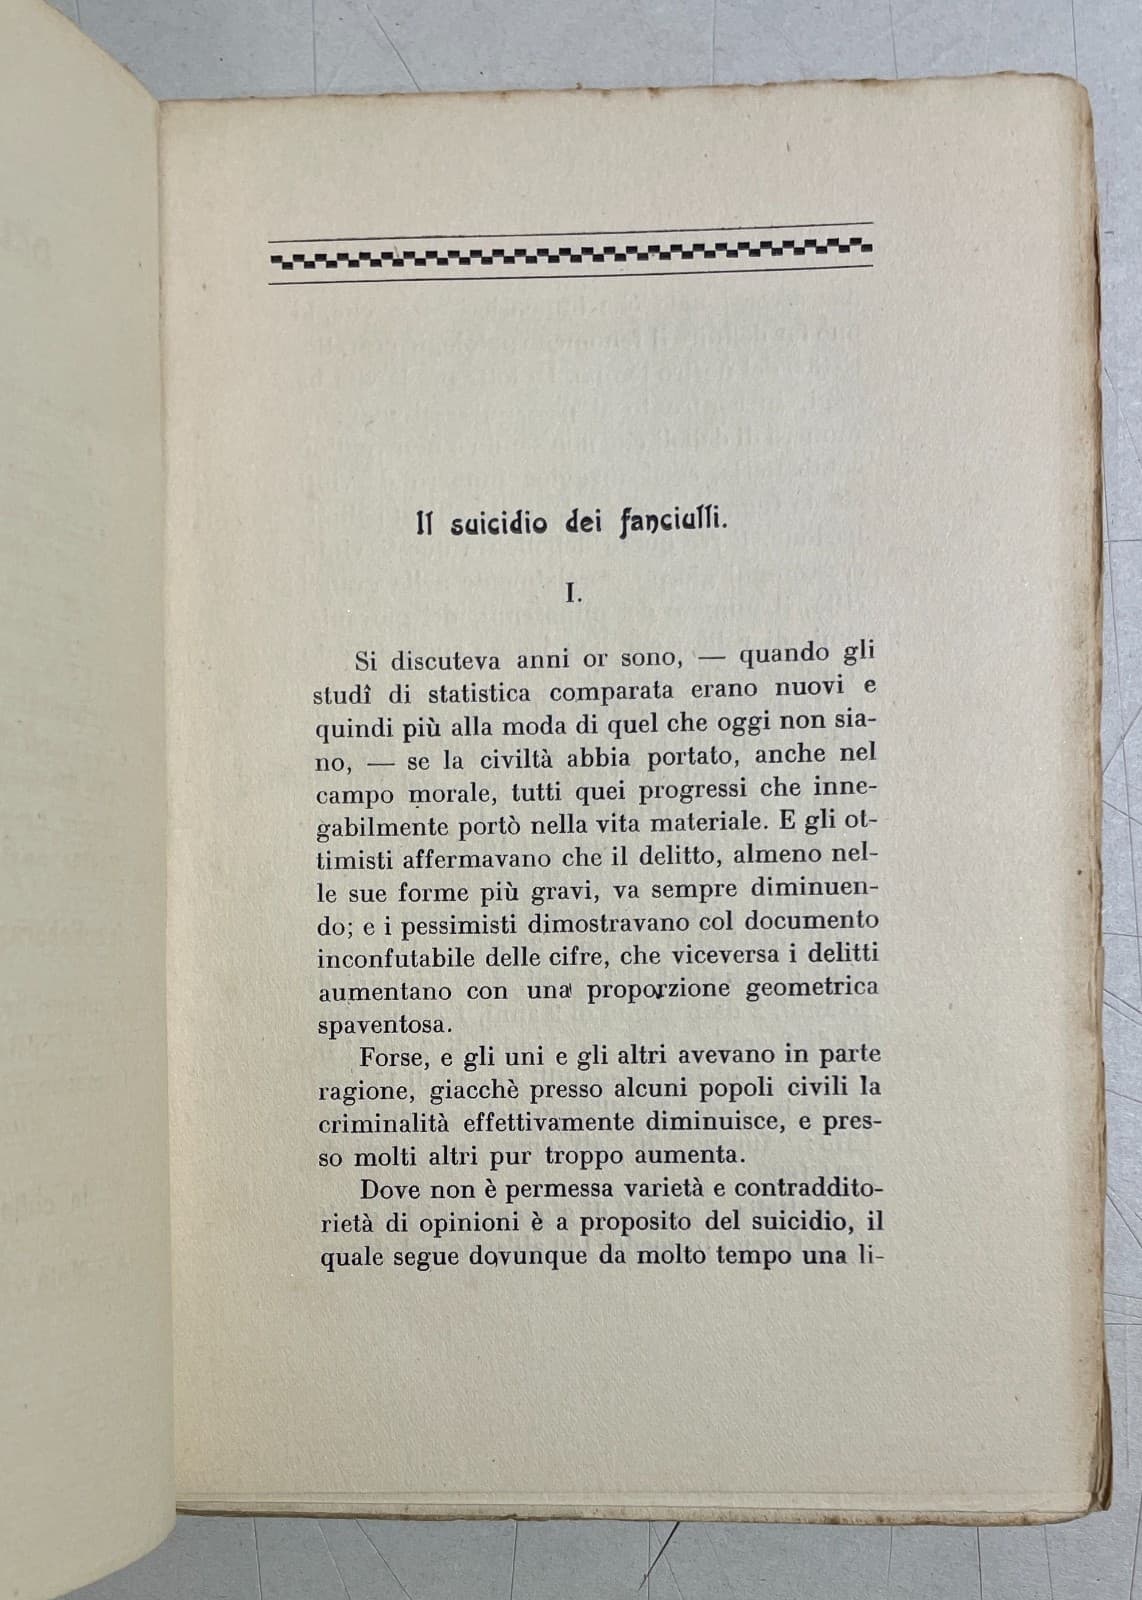 Il suicidio dei fanciulli.
I.
Si discuteva anni or sono, — quando gli
studî di statistica comparata erano nuovi e
quindi più alla moda di quel che oggi non sia-
no, — se la civiltà abbia portato, anche nel
campo morale, tutti quei progressi che inne-
gabilmente portò nella vita materiale. E gli ot-
timisti affermavano che il delitto, almeno nel-
le sue forme più gravi, va sempre diminuen-
do; e i pessimisti dimostravano col documento
inconfutabile delle cifre, che viceversa i delitti
aumentano con una proporzione geometrica
spaventosa.
Forse, e gli uni e gli altri avevano in parte
ragione, giacchè presso alcuni popoli civili la
criminalità effettivamente diminuisce, e pres-
so molti altri pur troppo aumenta.
Dove non è permessa varietà e contraddito-
rietà di opinioni è a proposito del suicidio, il
quale segue dovunque da molto tempo una li-